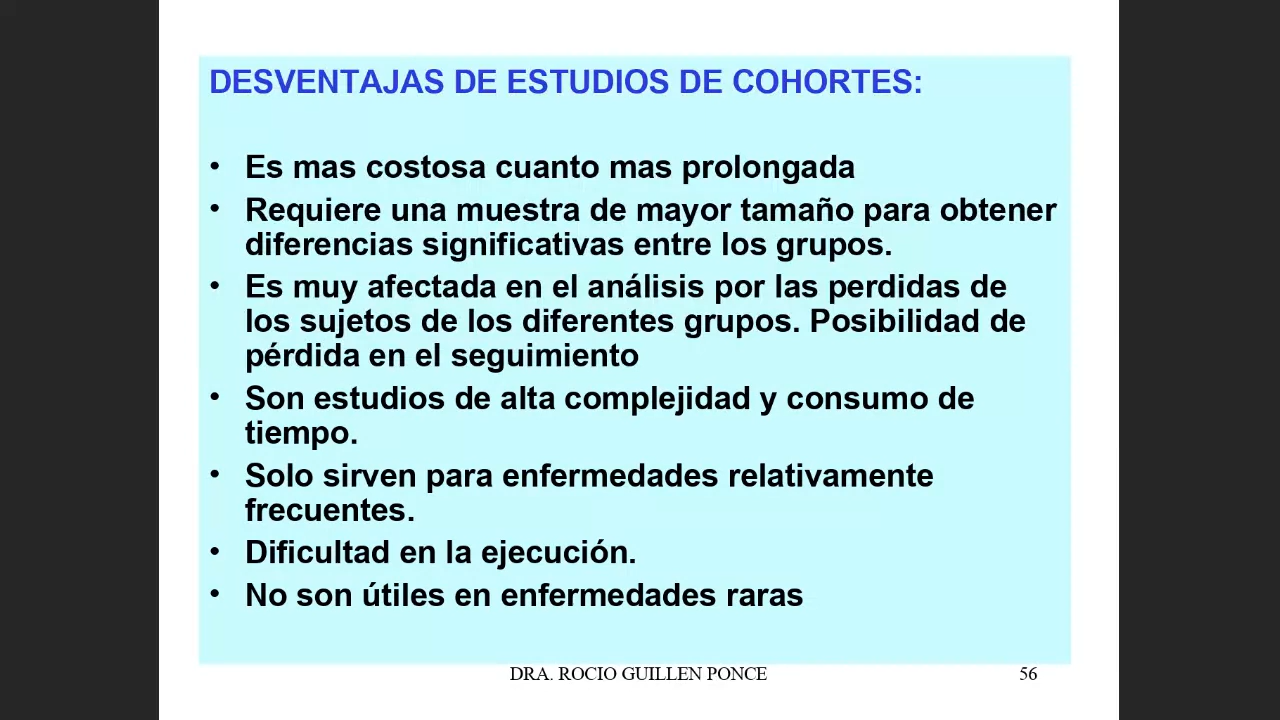 DESVENTAJAS DE ESTUDIOS DE COHORTES:
• Es mas costosa cuanto mas prolongada
• Requiere una muestra de mayor tamaño para obtener
diferencias significativas entre los grupos.
• Es muy afectada en el análisis por las perdidas de
los sujetos de los diferentes grupos. Posibilidad de
pérdida en el seguimiento
• Son estudios de alta complejidad y consumo de
tiempo.
• Solo sirven para enfermedades relativamente
frecuentes.
• Dificultad en la ejecución.
• No son útiles en enfermedades raras
DRA. ROCIO GUILLEN PONCE 56